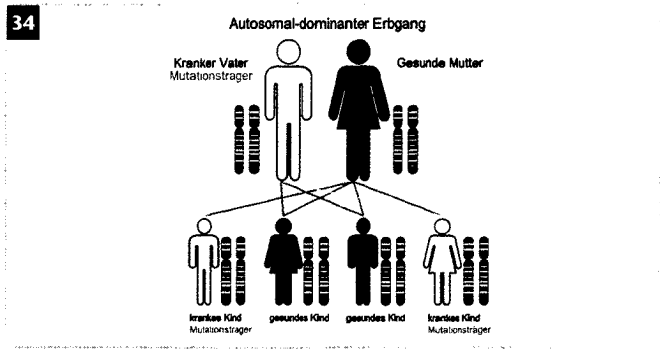 34
Autosomal-dominanter Erbgang
Kranker Vater
Mutationsträger
Gesunde Mutter
krankes Kind
Mutationsträger
gesundes Kind
gesundes Kind
krankes Kind
Mutationsträger